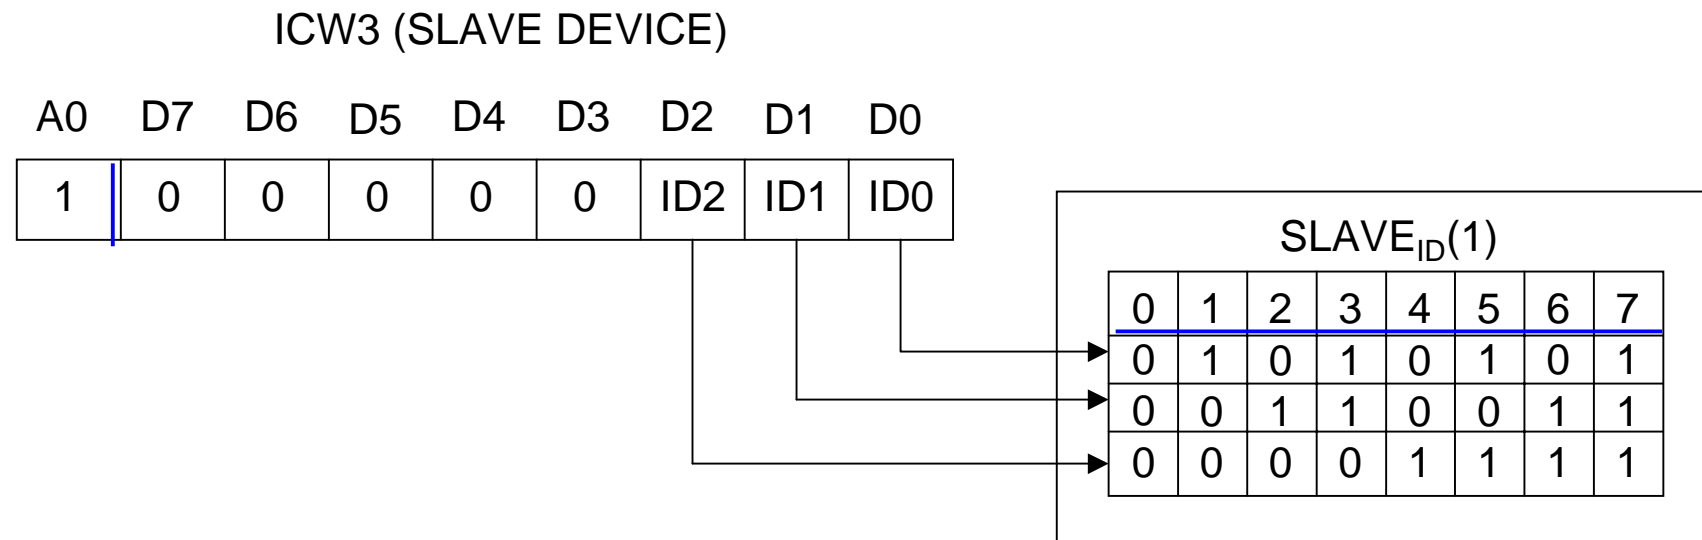 ICW3 (SLAVE DEVICE)
A0 D7 D6 D5 D4 D3 D2 D1 D0
1 0 0 0 0 0 ID2 ID1 ID0
SLAVE_ID(1)
0 1 2 3 4 5 6 7
0 1 0 1 0 1 0 1
0 0 1 1 0 0 1 1
0 0 0 0 1 1 1 1